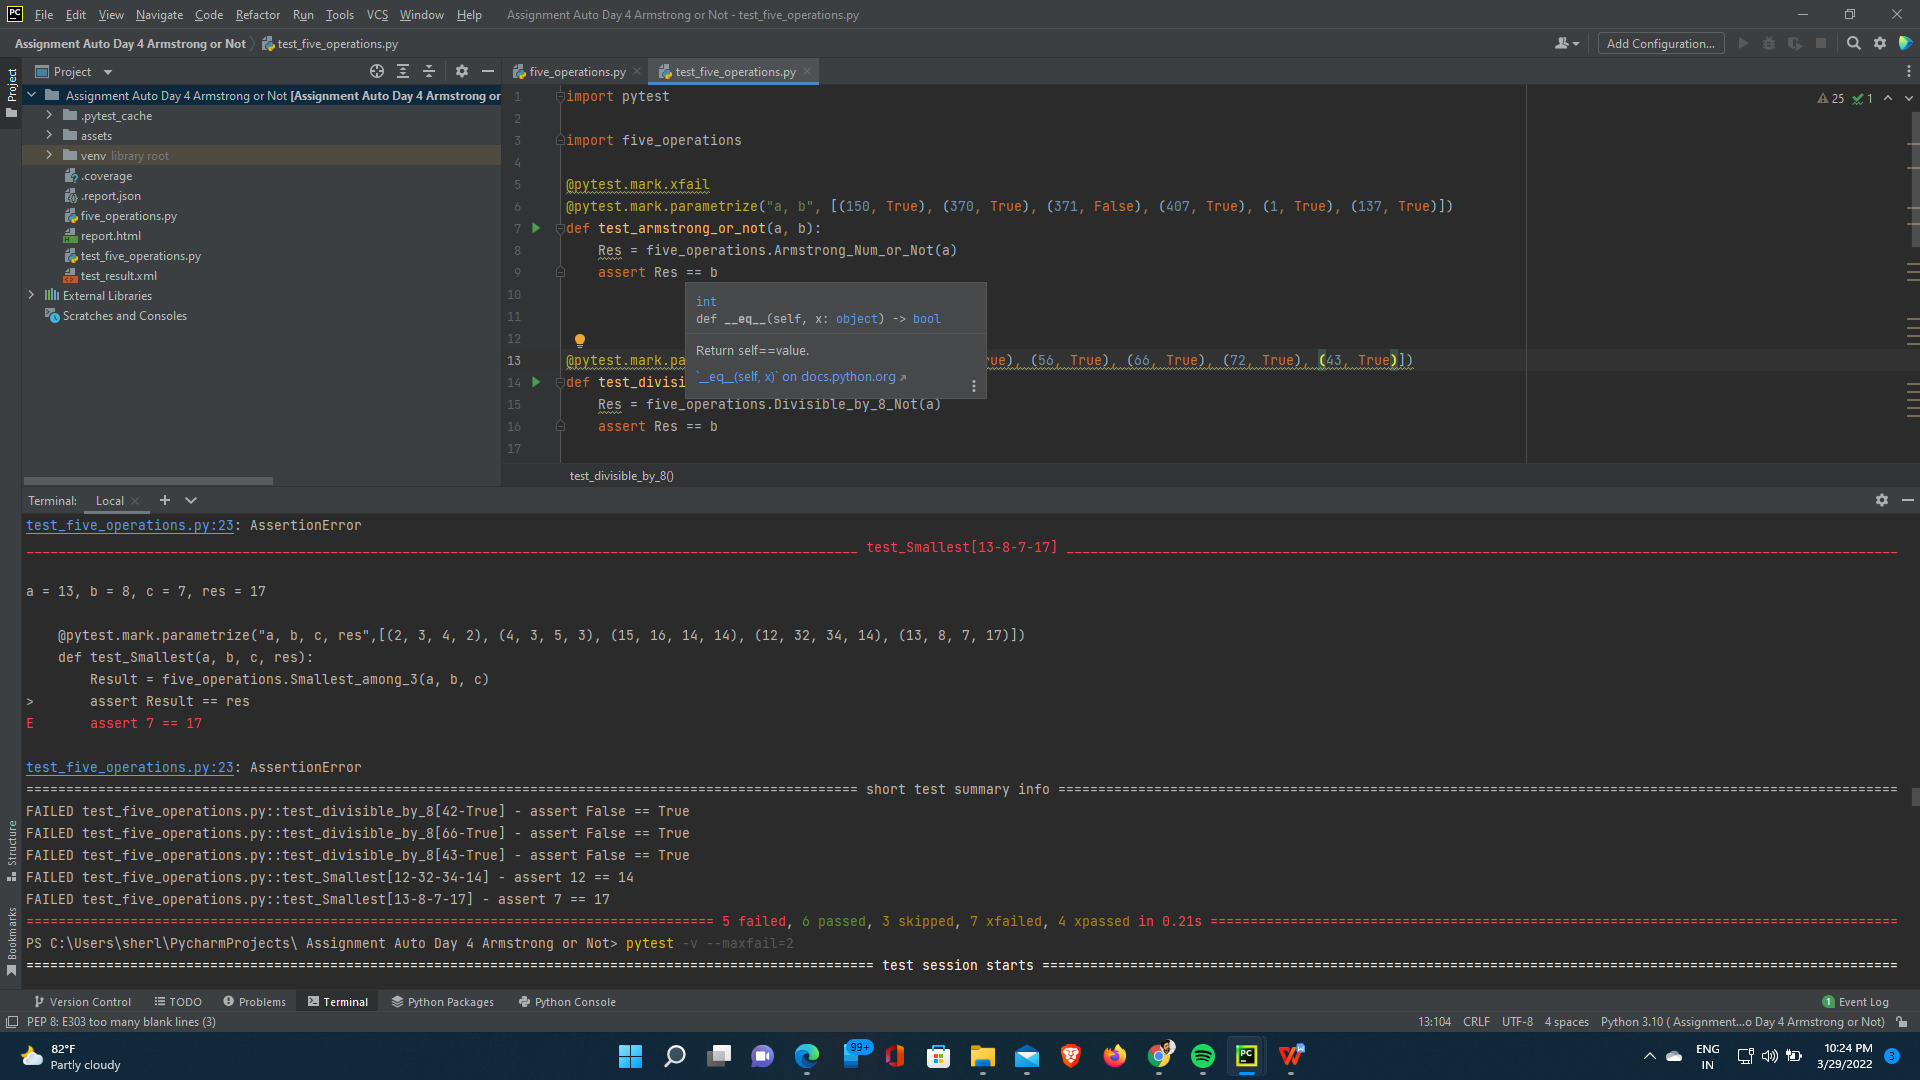 PC File Edit View Navigate Code Refactor Run Tools VCS Window Help Assignment Auto Day 4 Armstrong or Not - test_five_operations.py
Assignment Auto Day 4 Armstrong or Not test_five_operations.py Add Configuration...
Project
Project
five_operations.py test_five_operations.py
Assignment Auto Day 4 Armstrong or Not [Assignment Auto Day 4 Armstrong or
.pytest_cache
assets
venv library root
.coverage
.report.json
five_operations.py
report.html
test_five_operations.py
test_result.xml
External Libraries
Scratches and Consoles
25 1
1 import pytest
2
3 import five_operations
4
5 @pytest.mark.xfail
6 @pytest.mark.parametrize("a, b", [(150, True), (370, True), (371, False), (407, True), (1, True), (137, True)])
7 def test_armstrong_or_not(a, b):
8 Res = five_operations.Armstrong_Num_or_Not(a)
9 assert Res == b
10
11
12
int
def __eq__(self, x: object) -> bool
Return self==value.
`__eq__(self, x)` on docs.python.org
13 @pytest.mark.pa rue), (56, True), (66, True), (72, True), (43, True)])
14 def test_divisi
15 Res = five_operations.Divisible_by_8_Not(a)
16 assert Res == b
17
test_divisible_by_8()
Terminal: Local
test_five_operations.py:23: AssertionError
test_Smallest[13-8-7-17]
a = 13, b = 8, c = 7, res = 17
@pytest.mark.parametrize("a, b, c, res",[(2, 3, 4, 2), (4, 3, 5, 3), (15, 16, 14, 14), (12, 32, 34, 14), (13, 8, 7, 17)])
def test_Smallest(a, b, c, res):
Result = five_operations.Smallest_among_3(a, b, c)
> assert Result == res
E assert 7 == 17
test_five_operations.py:23: AssertionError
short test summary info
FAILED test_five_operations.py::test_divisible_by_8[42-True] - assert False == True
FAILED test_five_operations.py::test_divisible_by_8[66-True] - assert False == True
FAILED test_five_operations.py::test_divisible_by_8[43-True] - assert False == True
FAILED test_five_operations.py::test_Smallest[12-32-34-14] - assert 12 == 14
FAILED test_five_operations.py::test_Smallest[13-8-7-17] - assert 7 == 17
5 failed, 6 passed, 3 skipped, 7 xfailed, 4 xpassed in 0.21s
PS C:\Users\sherl\PycharmProjects\ Assignment Auto Day 4 Armstrong or Not> pytest -v --maxfail=2
test session starts
Structure
Bookmarks
Version Control TODO Problems Terminal Python Packages Python Console 1 Event Log
PEP 8: E303 too many blank lines (3) 13:104 CRLF UTF-8 4 spaces Python 3.10 ( Assignment...o Day 4 Armstrong or Not)
82°F
Partly cloudy
99+
PC
ENG
IN
10:24 PM
3/29/2022
3